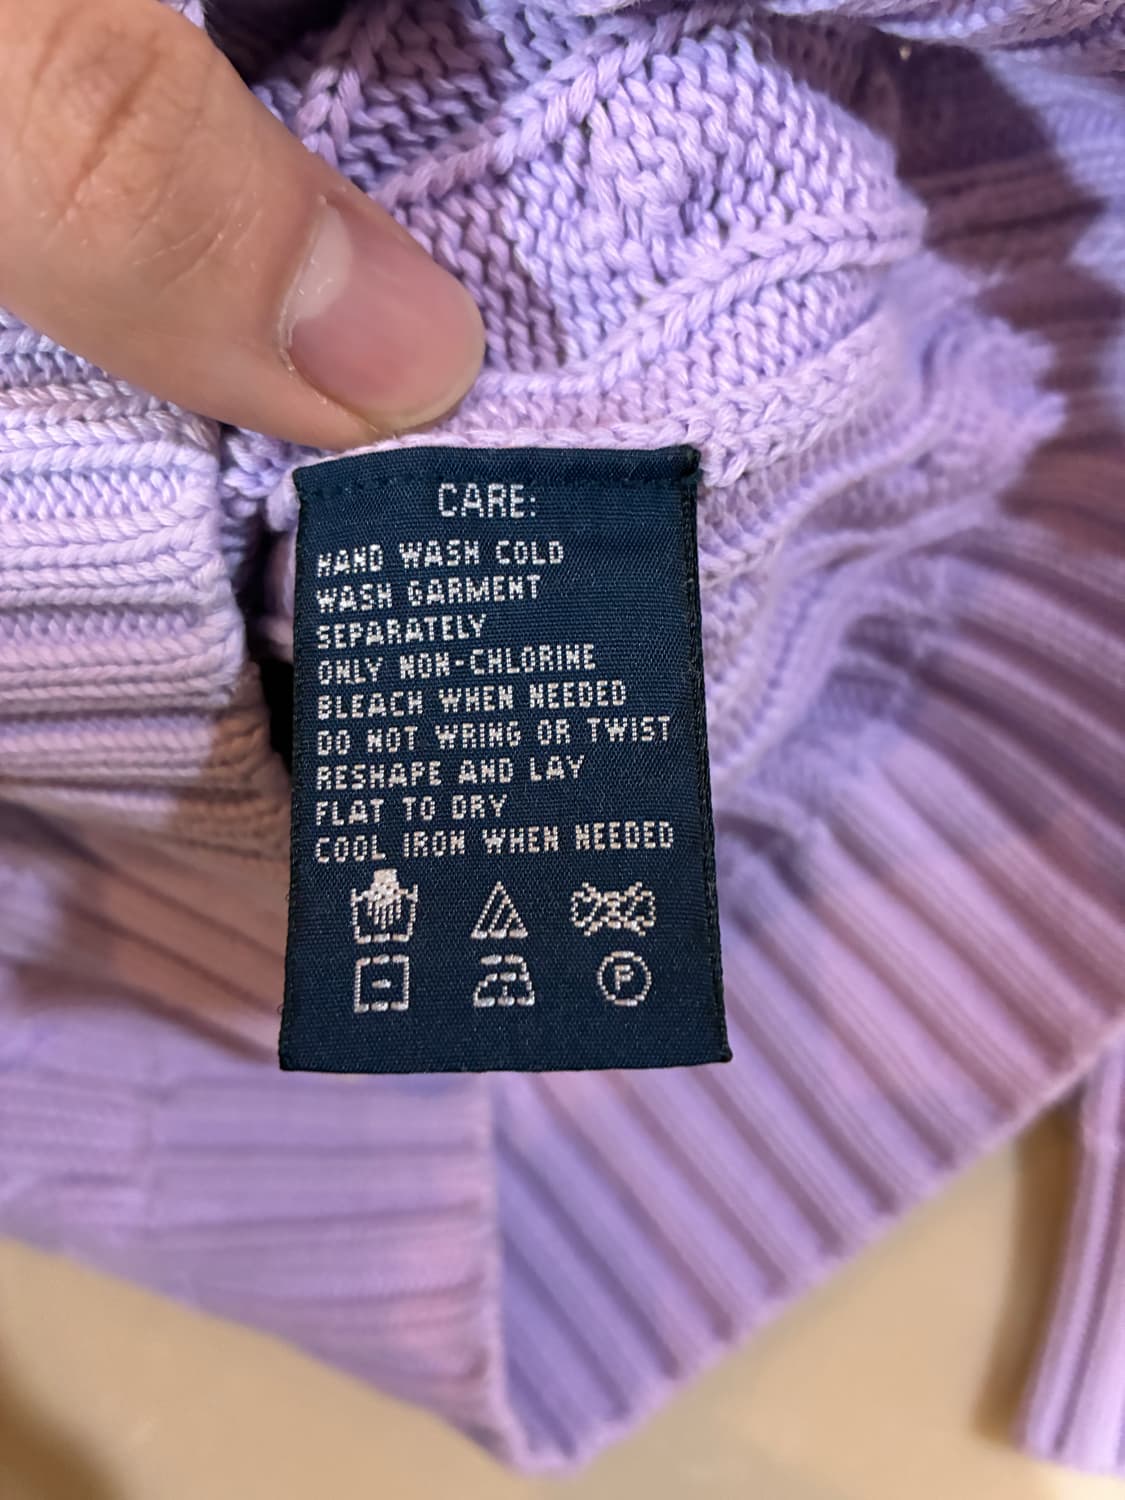 CARE:
HAND WASH COLD
WASH GARMENT
SEPARATELY
ONLY NON-CHLORINE
BLEACH WHEN NEEDED
DO NOT WRING OR TWIST
RESHAPE AND LAY
FLAT TO DRY
COOL IRON WHEN NEEDED
P